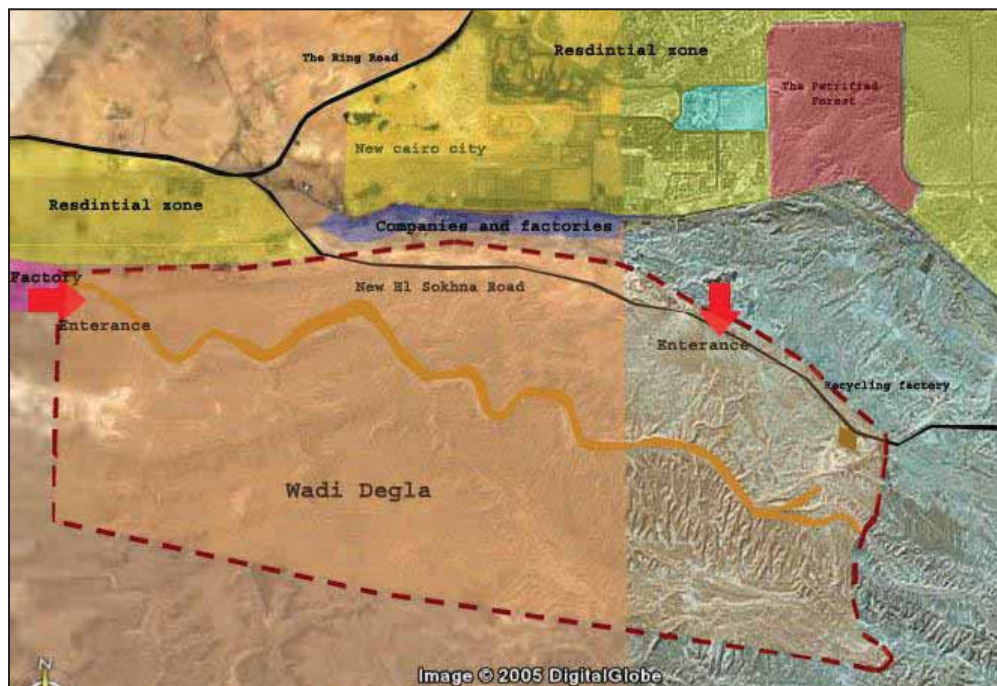 The Ring Road
Resdintial zone
The Petrified
Forest
New cairo city
Resdintial zone
Companies and factories
Factory
New El Sokhna Road
Enterance
Enterance
Recycling factory
Wadi Degla
N
Image © 2005 DigitalGlobe